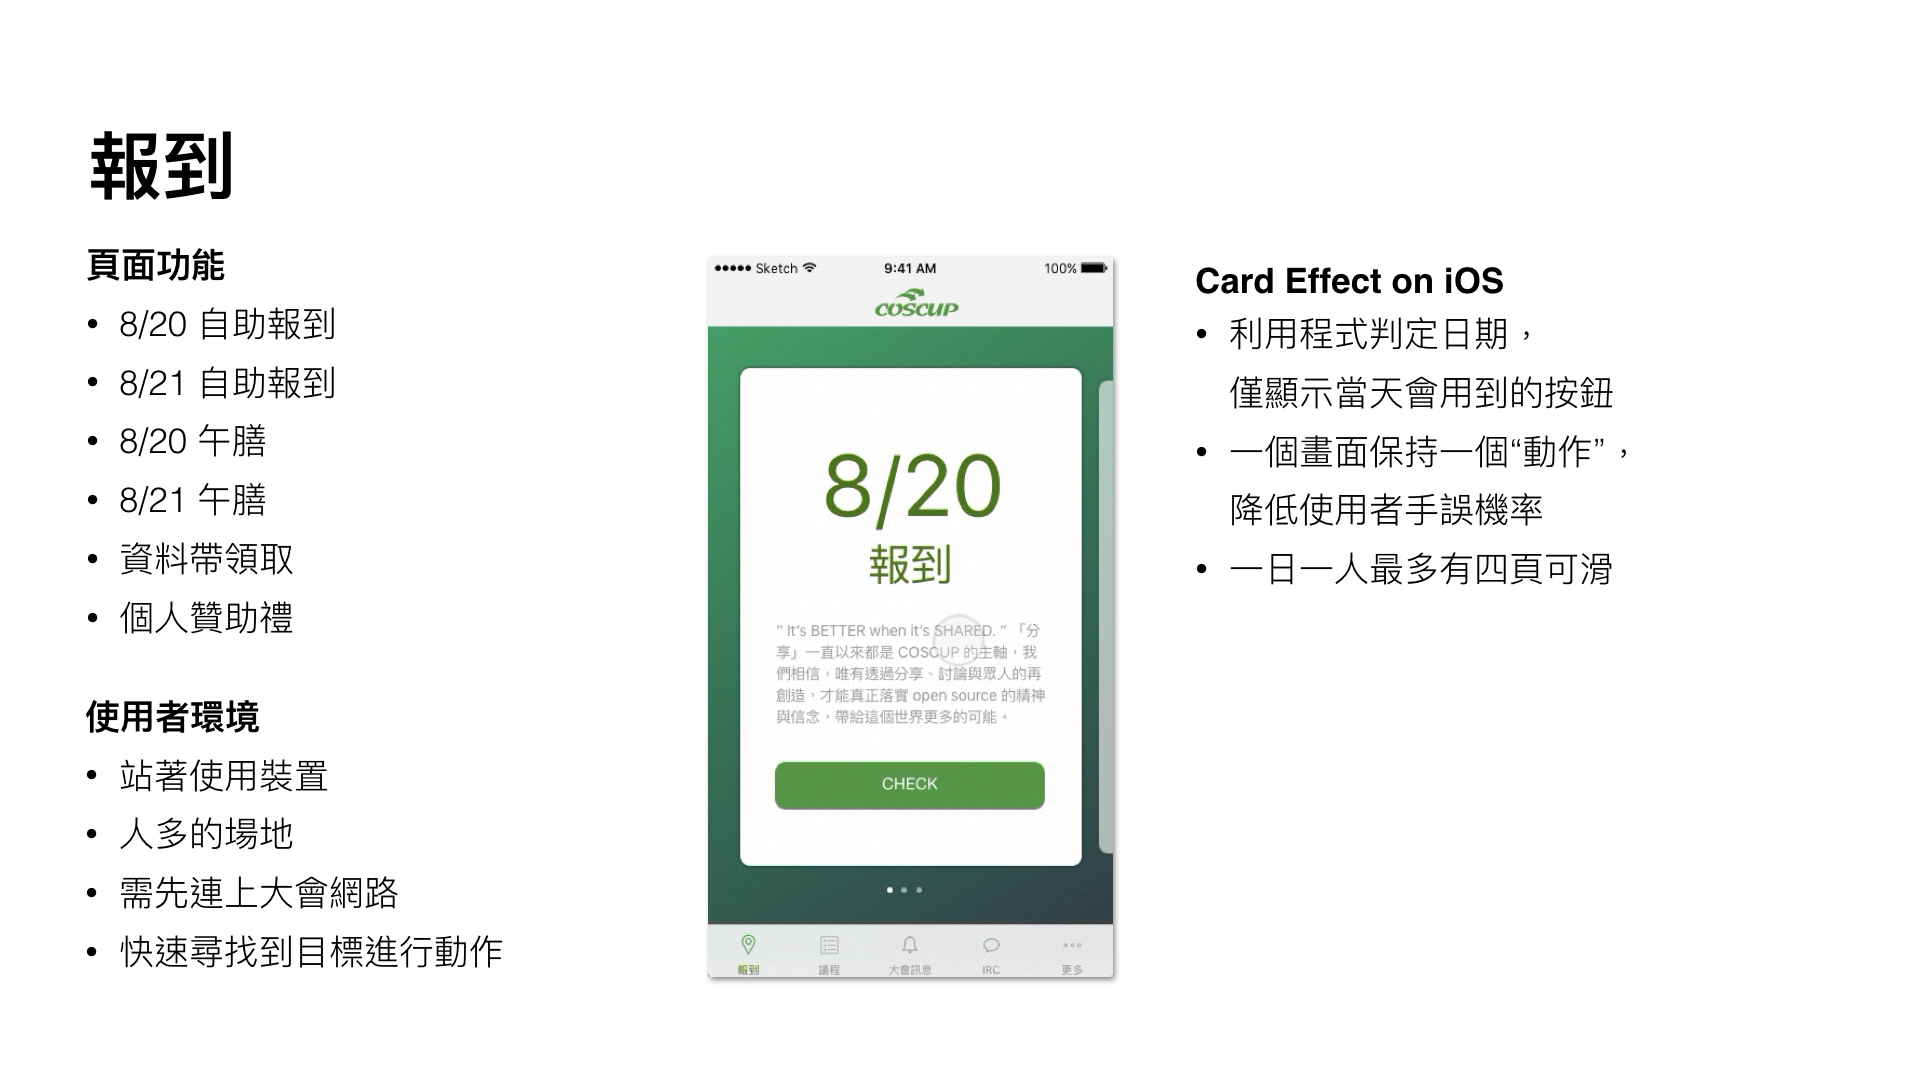 報到
頁面功能
• 8/20 自助報到
• 8/21 自助報到
• 8/20 午膳
• 8/21 午膳
• 資料帶領取
• 個人贊助禮
使用者環境
• 站著使用裝置
• 人多的場地
• 需先連上大會網路
• 快速尋找到目標進行動作
Sketch 9:41 AM 100%
COSCUP
8/20
報到
“ It’s BETTER when it’s SHARED. ” 「分
享」一直以來都是 COSCUP 的主軸，我
們相信，唯有透過分享、討論與眾人的再
創造，才能真正落實 open source 的精神
與信念，帶給這個世界更多的可能。
CHECK
報到 議程 大會訊息 IRC 更多
Card Effect on iOS
• 利用程式判定日期，
僅顯示當天會用到的按鈕
• 一個畫面保持一個“動作”，
降低使用者手誤機率
• 一日一人最多有四頁可滑